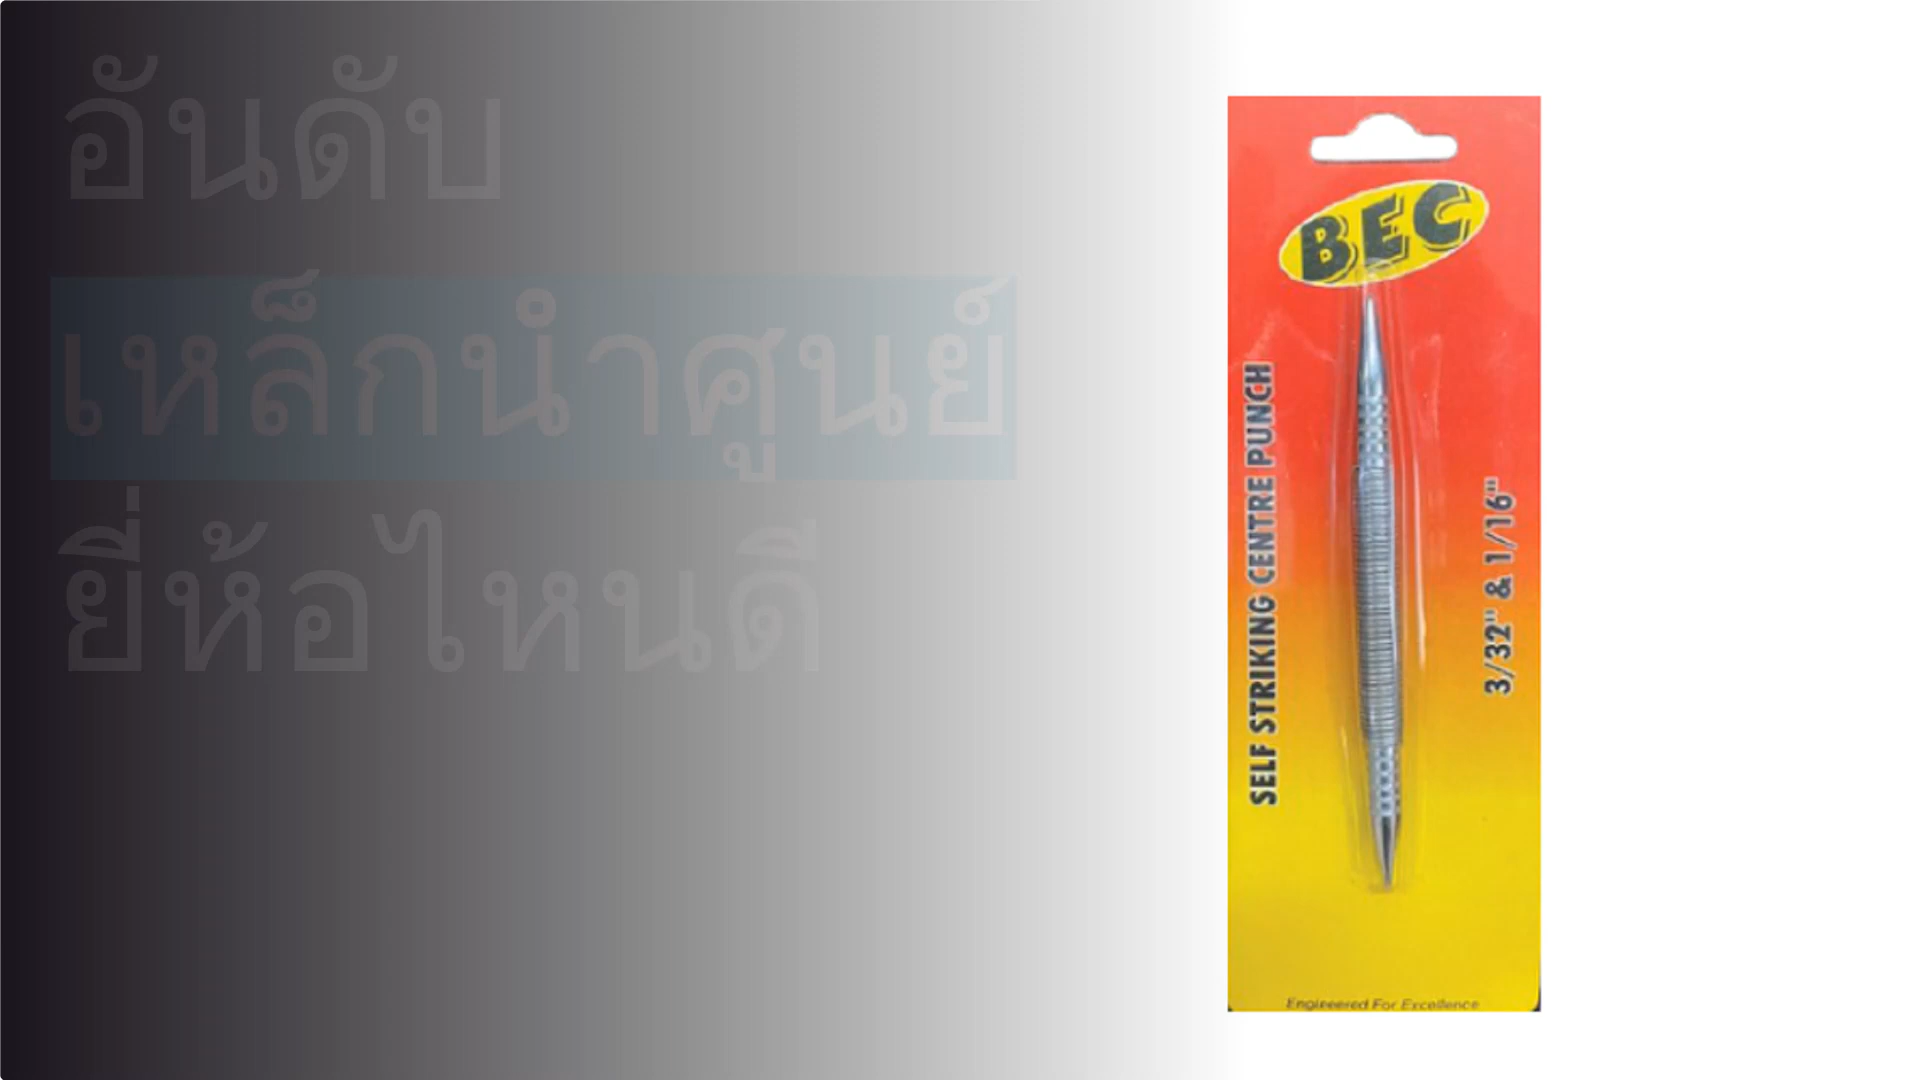 อันดับ
เหล็กนำศูนย์
ยี่ห้อไหนดี
BEC
SELF STRIKING CENTRE PUNCH
3/32" & 1/16"
Engineered For Excellence